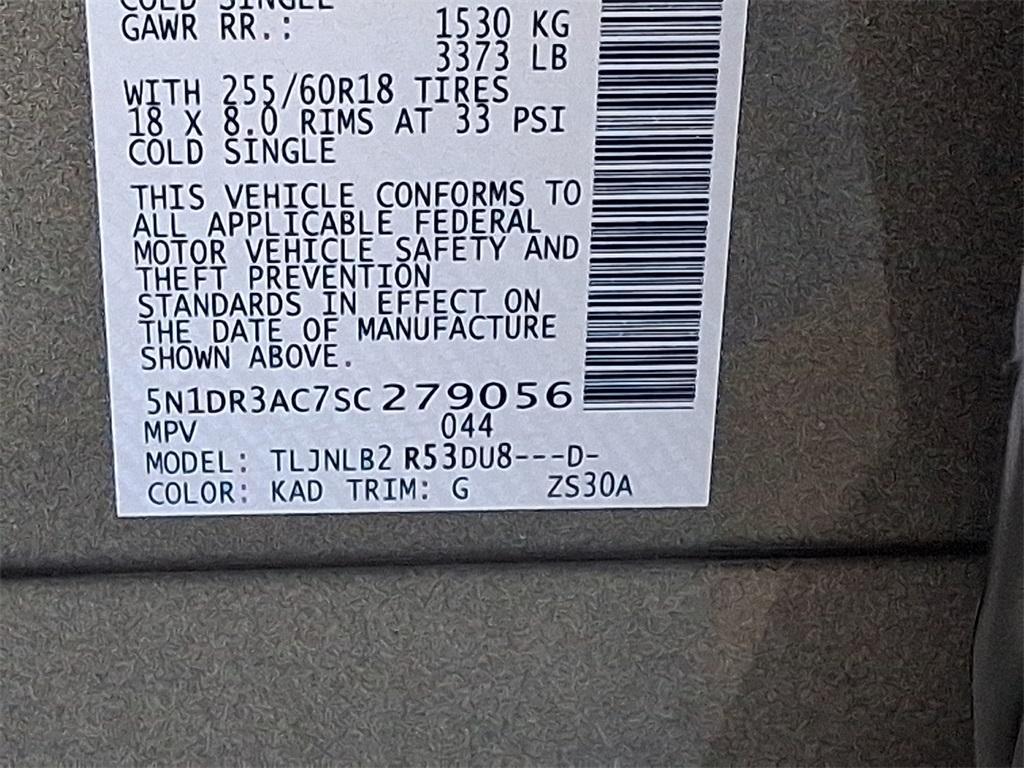 COLD SINGLE
GAWR RR.: 1530 KG
3373 LB
WITH 255/60R18 TIRES
18 X 8.0 RIMS AT 33 PSI
COLD SINGLE
THIS VEHICLE CONFORMS TO
ALL APPLICABLE FEDERAL
MOTOR VEHICLE SAFETY AND
THEFT PREVENTION
STANDARDS IN EFFECT ON
THE DATE OF MANUFACTURE
SHOWN ABOVE.
5N1DR3AC7SC279056
MPV 044
MODEL: TLJNLB2 R53DU8---D-
COLOR: KAD TRIM: G ZS30A